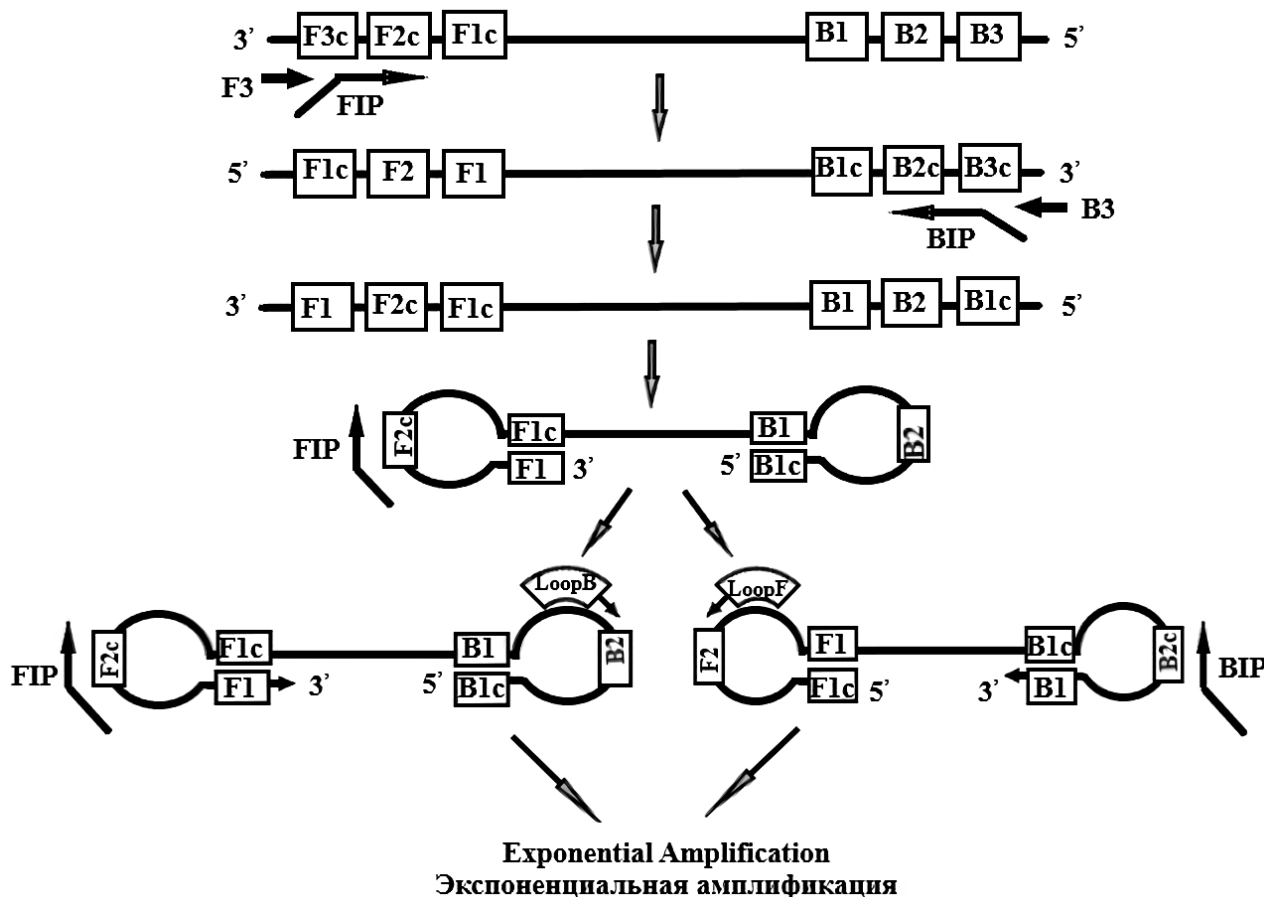 3’ F3c F2c F1c B1 B2 B3 5’
F3 FIP
5’ F1c F2 F1 B1c B2c B3c 3’
BIP B3
3’ F1 F2c F1c B1 B2 B1c 5’
FIP F2c F1c B1 B2
F1 3’ 5’ B1c
LoopB LoopF
FIP F2c F1c B1 B2 F2 F1 B1c B2c BIP
F1 3’ 5’ B1c F1c 5’ 3’ B1
Exponential Amplification
Экспоненциальная амплификация